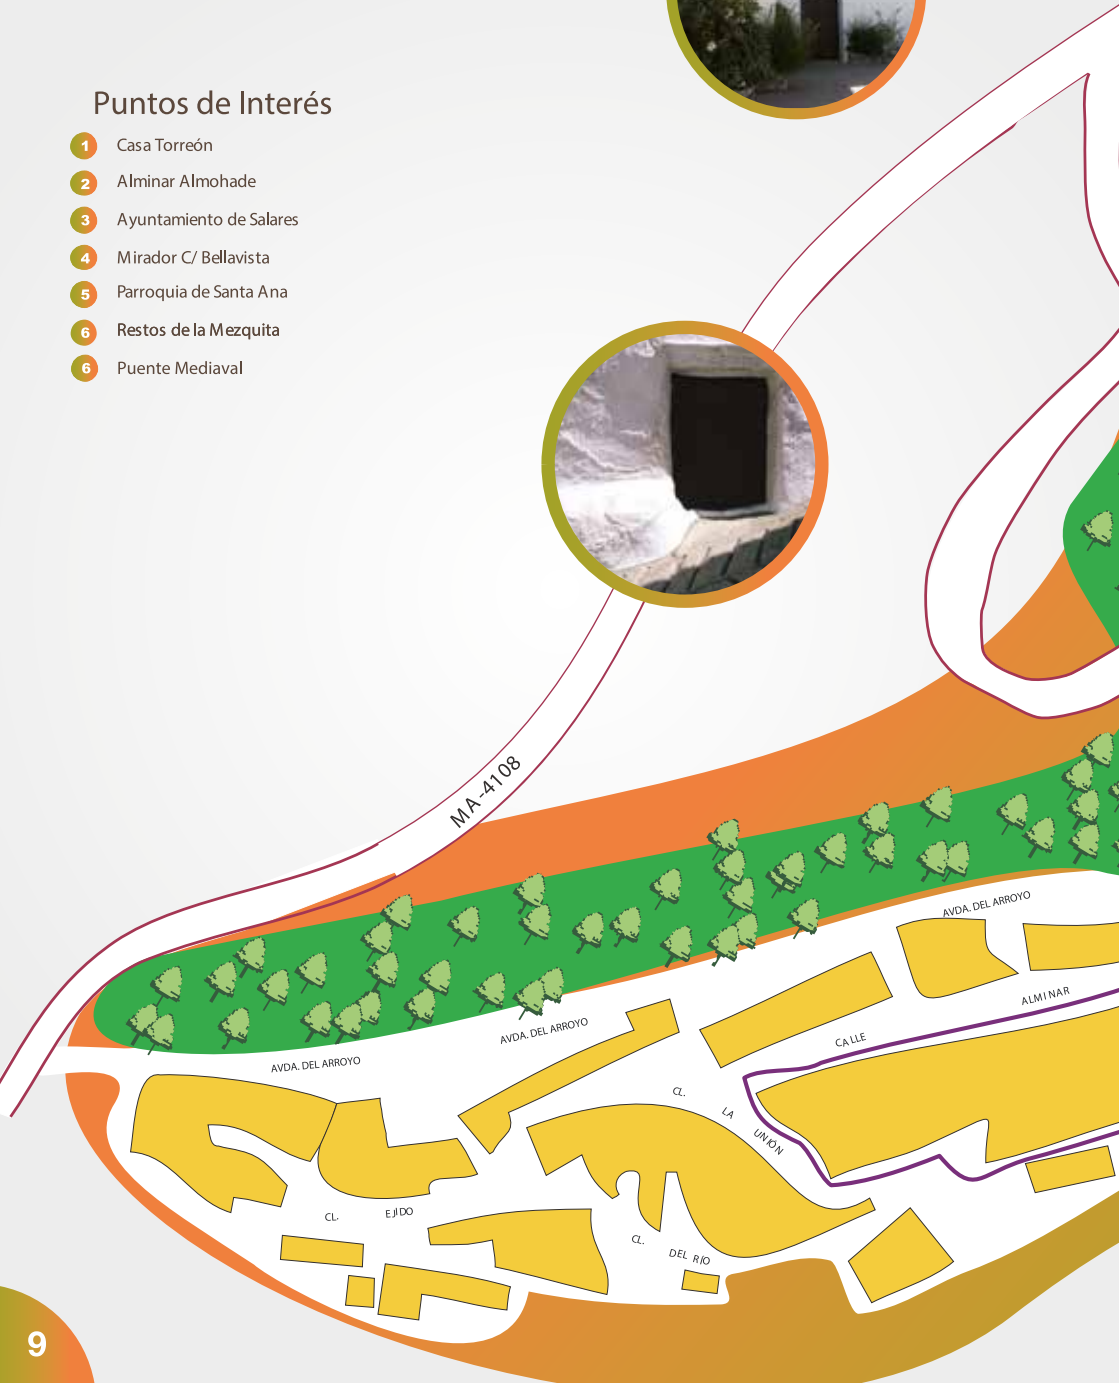 Puntos de Interés
1 Casa Torreón
2 Alminar Almohade
3 Ayuntamiento de Salares
4 Mirador C/ Bellavista
5 Parroquia de Santa Ana
6 Restos de la Mezquita
6 Puente Mediaval
MA-4108
AVDA. DEL ARROYO
ALMINAR
CALLE
AVDA. DEL ARROYO
AVDA. DEL ARROYO
CL. LA UNIÓN
CL. EJIDO
CL. DEL RÍO
9